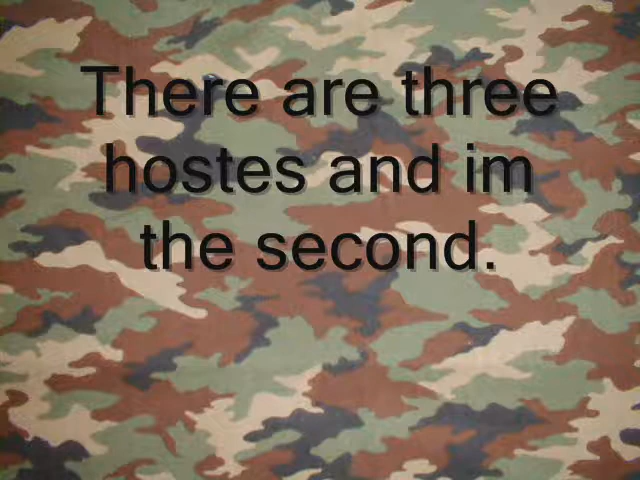 There are three
hostes and im
the second.